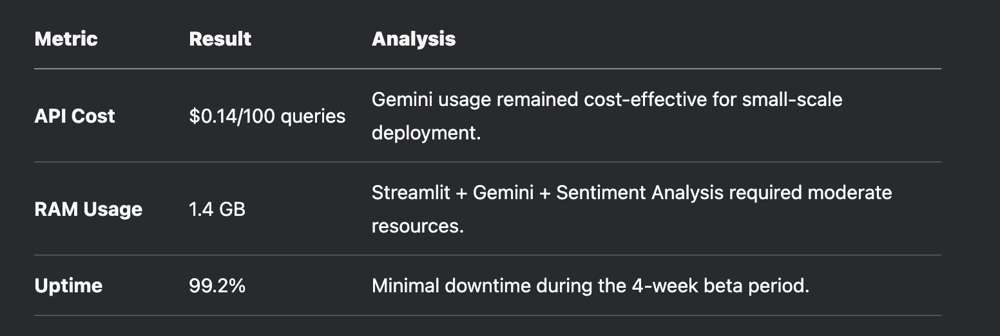 Metric Result Analysis
API Cost $0.14/100 queries Gemini usage remained cost-effective for small-scale
deployment.
RAM Usage 1.4 GB Streamlit + Gemini + Sentiment Analysis required moderate
resources.
Uptime 99.2% Minimal downtime during the 4-week beta period.